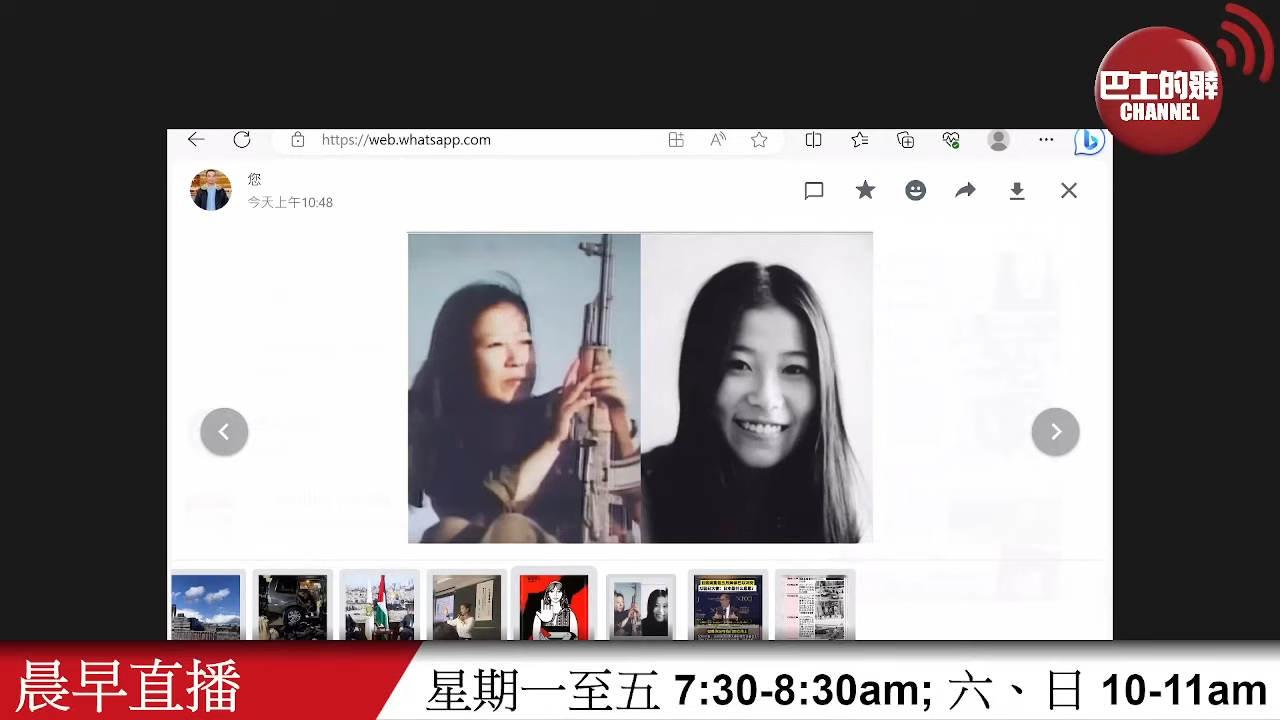 巴士的報
CHANNEL
https://web.whatsapp.com
您
今天上午10:48
晨早直播
星期一至五 7:30-8:30am; 六、日 10-11am